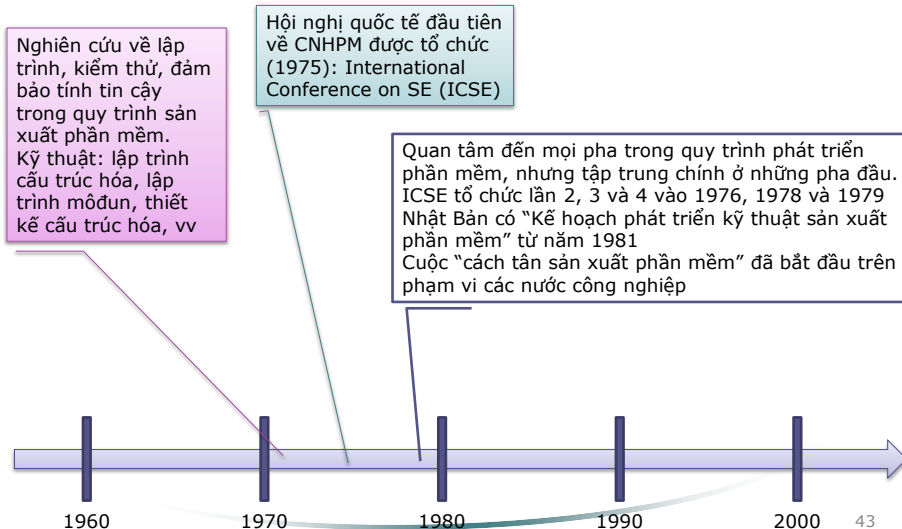 Nghiên cứu về lập
trình, kiểm thử, đảm
bảo tính tin cậy
trong quy trình sản
xuất phần mềm.
Kỹ thuật: lập trình
cấu trúc hóa, lập
trình môđun, thiết
kế cấu trúc hóa, vv
Hội nghị quốc tế đầu tiên
về CNHPM được tổ chức
(1975): International
Conference on SE (ICSE)
Quan tâm đến mọi pha trong quy trình phát triển
phần mềm, nhưng tập trung chính ở những pha đầu.
ICSE tổ chức lần 2, 3 và 4 vào 1976, 1978 và 1979
Nhật Bản có “Kế hoạch phát triển kỹ thuật sản xuất
phần mềm” từ năm 1981
Cuộc “cách tân sản xuất phần mềm” đã bắt đầu trên
phạm vi các nước công nghiệp
1960 1970 1980 1990 2000 43